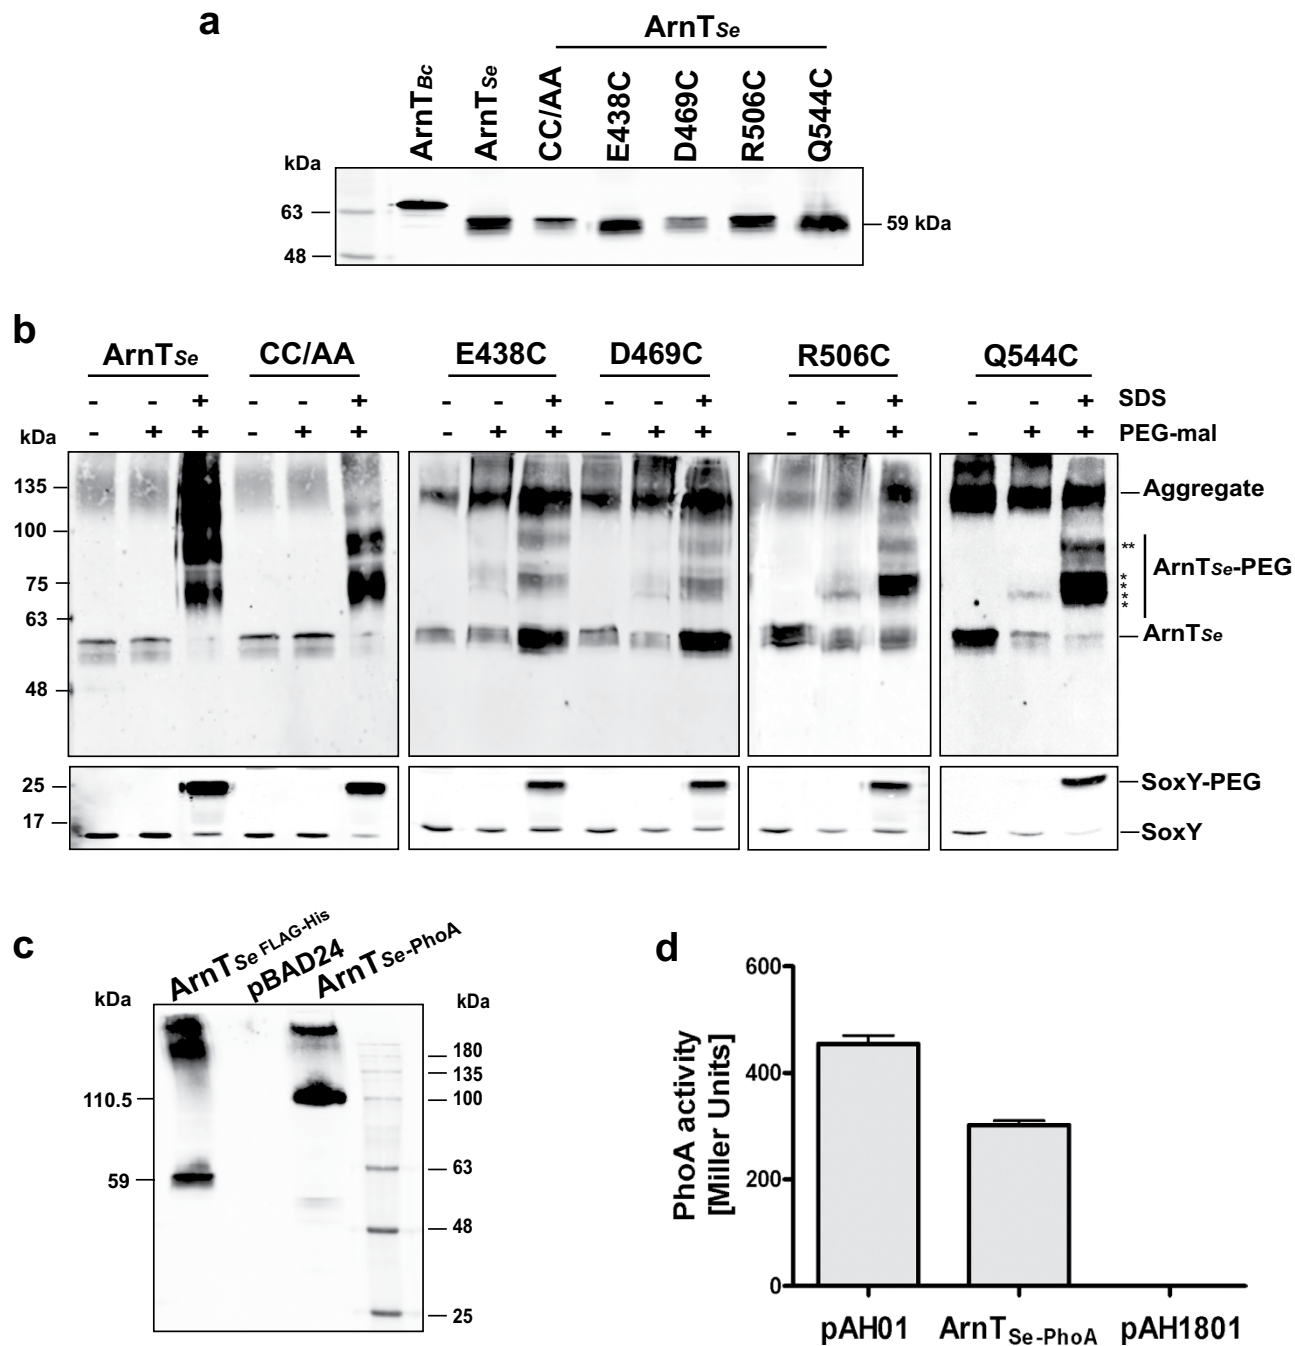 a
ArnTSe
ArnTBc
ArnTSe
CC/AA
E438C
D469C
R506C
Q544C
kDa
63
48
59 kDa
b
ArnTSe CC/AA E438C D469C R506C Q544C
- - + - - + - - + - - + - - + - - + SDS
kDa - + + - + + - + + - + + - + + - + + PEG-mal
135
100
75
63
48
Aggregate
**
****
ArnTSe-PEG
ArnTSe
25
17
SoxY-PEG
SoxY
c
ArnTSe FLAG-His
pBAD24
ArnTSe-PhoA
kDa
kDa
110.5
59
180
135
100
63
48
25
d
PhoA activity
[Miller Units]
600
400
200
0
pAH01 ArnTSe-PhoA pAH1801